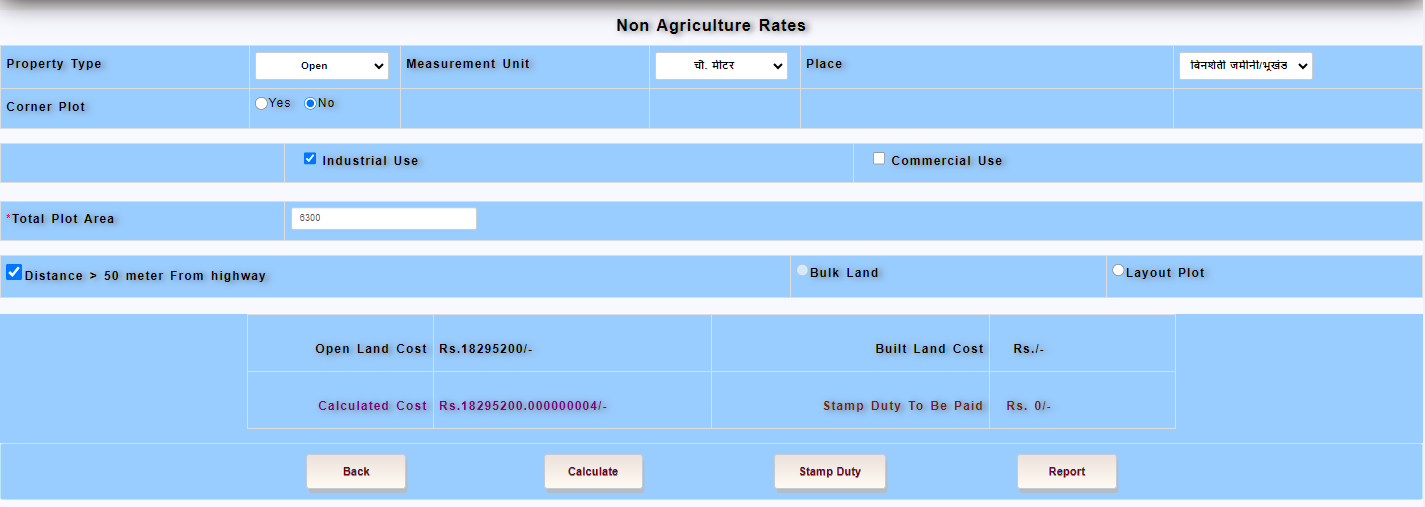 Non Agriculture Rates
Property Type Open Measurement Unit चौ. मीटर Place बिनशेती जमीनी/भूखंड
Corner Plot Yes No
Industrial Use Commercial Use
*Total Plot Area 6300
Distance > 50 meter From highway Bulk Land Layout Plot
Open Land Cost Rs.18295200/- Built Land Cost Rs./-
Calculated Cost Rs.18295200.000000004/- Stamp Duty To Be Paid Rs. 0/-
Back Calculate Stamp Duty Report